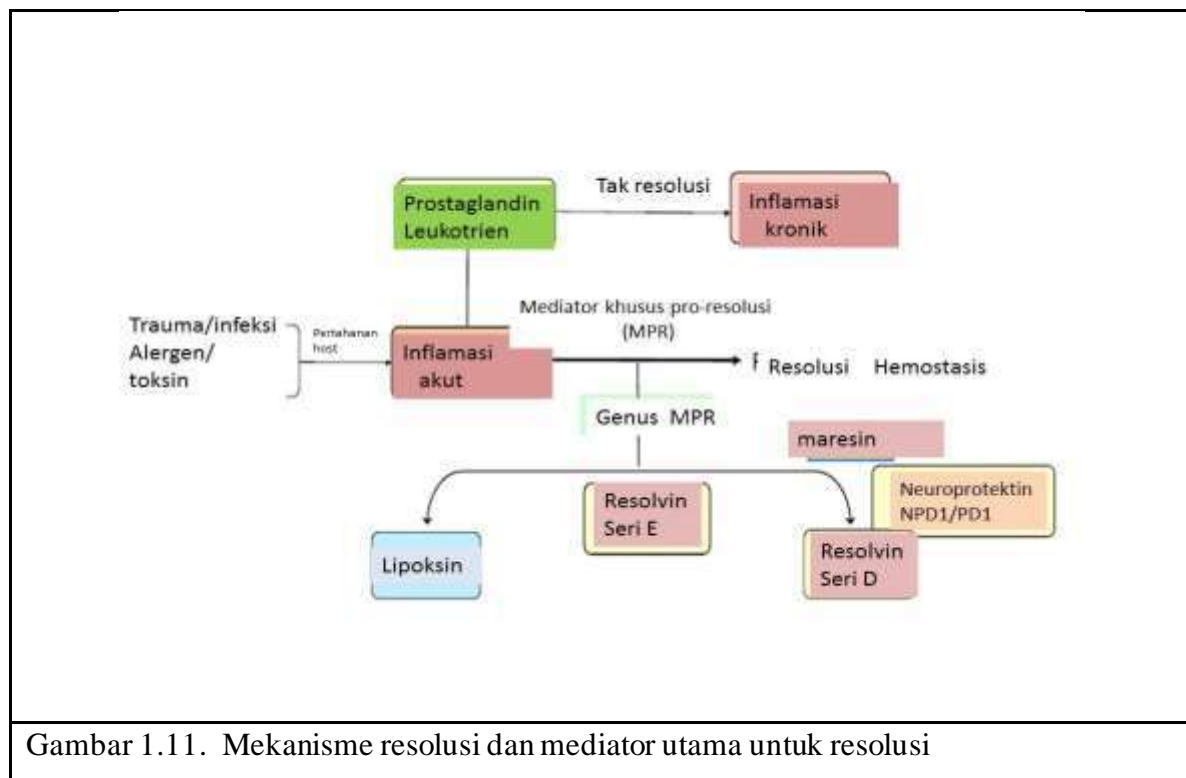 Prostaglandin
Leukotrien
Tak resolusi
Inflamasi
kronik
Trauma/infeksi
Alergen/
toksin
Pertahanan
host
Inflamasi
akut
Mediator khusus pro-resolusi
(MPR)
Resolusi Hemostasis
Genus MPR
maresin
Neuroprotektin
NPD1/PD1
Resolvin
Seri E
Resolvin
Seri D
Lipoksin
Gambar 1.11. Mekanisme resolusi dan mediator utama untuk resolusi